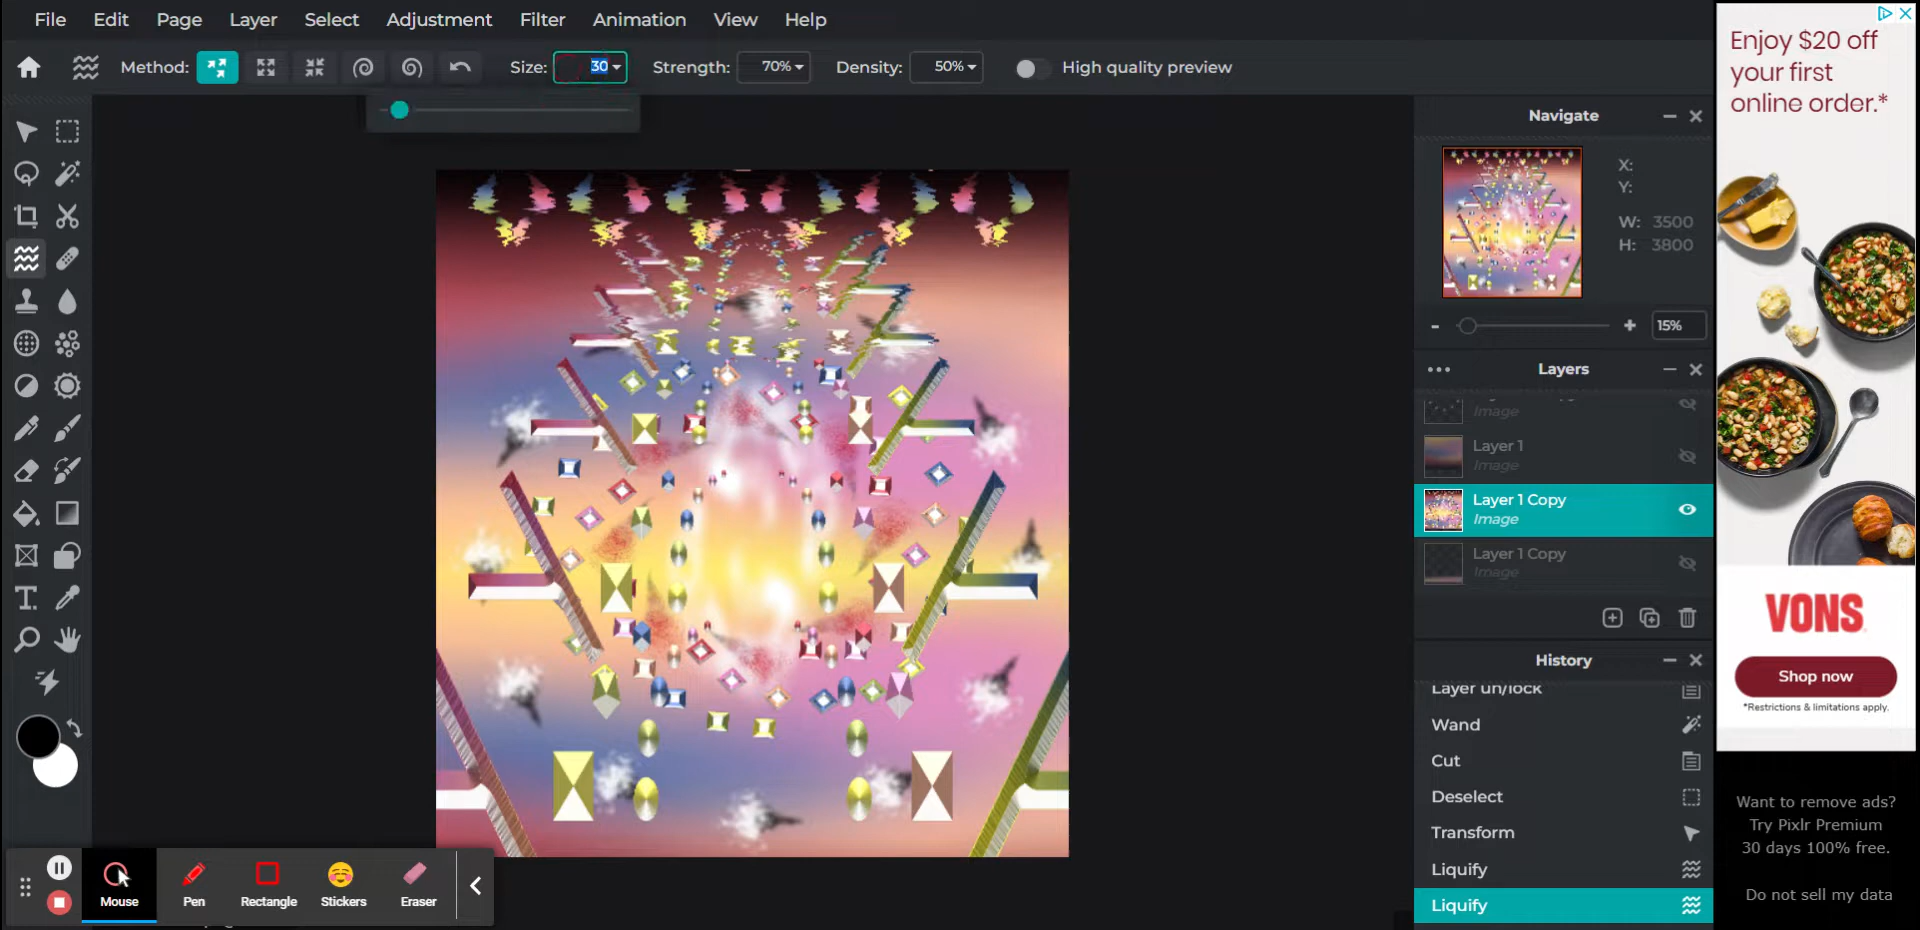 File Edit Page Layer Select Adjustment Filter Animation View Help
Method: Size: 30 Strength: 70% Density: 50% High quality preview
Navigate
X:
Y:
W: 3500
H: 3800
15%
Layers
Image
Layer 1
Image
Layer 1 Copy
Image
Layer 1 Copy
Image
History
Layer un/lock
Wand
Cut
Deselect
Transform
Liquify
Liquify
Mouse Pen Rectangle Stickers Eraser
Enjoy $20 off
your first
online order.*
VONS
Shop now
*Restrictions & limitations apply.
Want to remove ads?
Try Pixlr Premium
30 days 100% free.
Do not sell my data